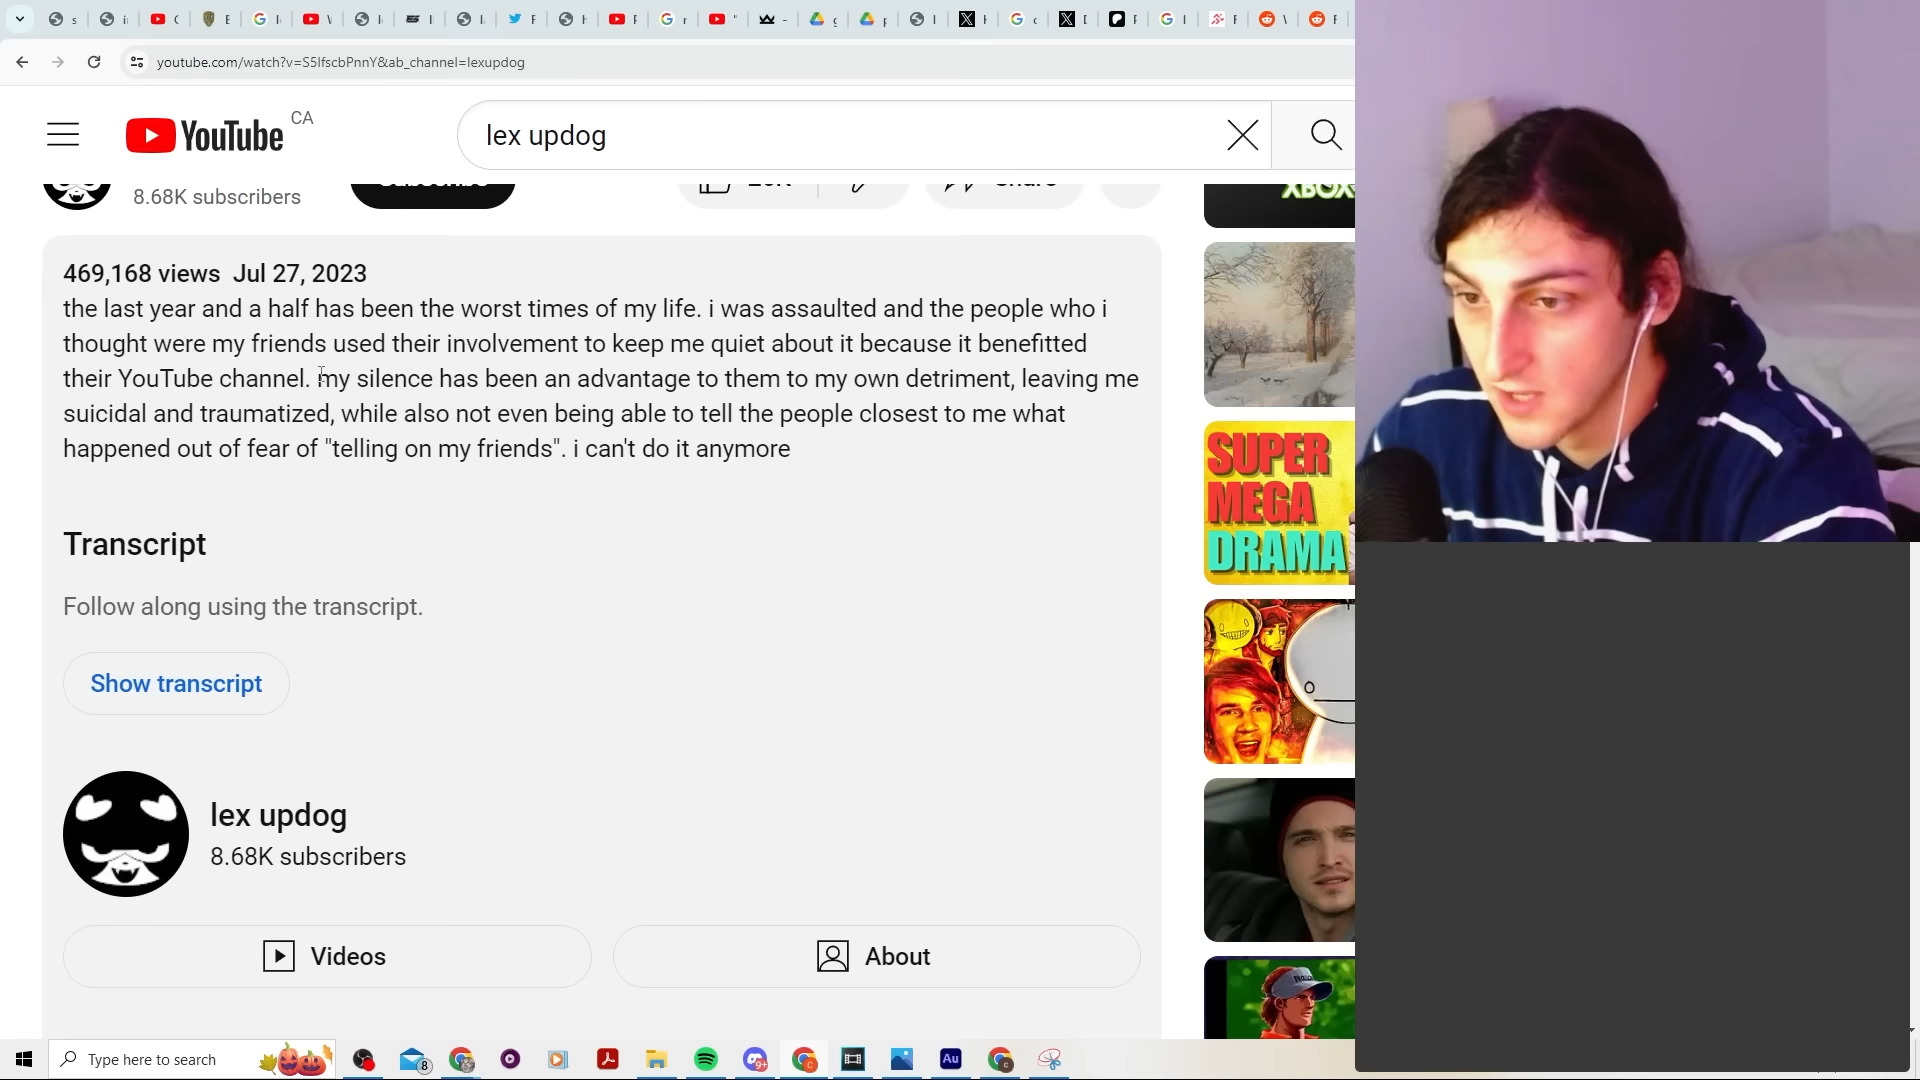 youtube.com/watch?v=S5IfscbPnnY&ab_channel=lexupdog
YouTube CA
lex updog
8.68K subscribers
Share
XBOX
469,168 views Jul 27, 2023
the last year and a half has been the worst times of my life. i was assaulted and the people who i
thought were my friends used their involvement to keep me quiet about it because it benefitted
their YouTube channel. my silence has been an advantage to them to my own detriment, leaving me
suicidal and traumatized, while also not even being able to tell the people closest to me what
happened out of fear of "telling on my friends". i can't do it anymore
SUPER
MEGA
DRAMA
Transcript
Follow along using the transcript.
Show transcript
lex updog
8.68K subscribers
Videos
About
Type here to search
8
9+
Au